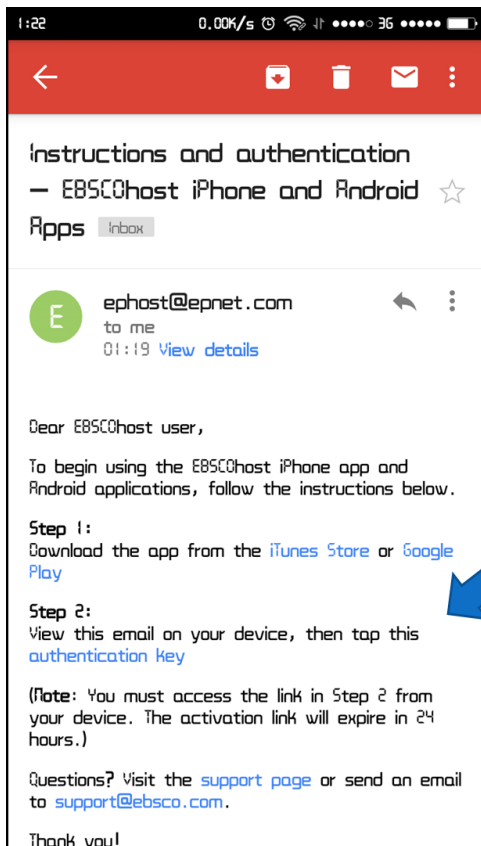 1:22 0.00K/s 3G
Instructions and authentication
— EBSCOhost iPhone and Android
Apps Inbox
E
ephost@epnet.com
to me
01:19 View details
Dear EBSCOhost user,
To begin using the EBSCOhost iPhone app and
Android applications, follow the instructions below.
Step 1:
Download the app from the iTunes Store or Google
Play
Step 2:
View this email on your device, then tap this
authentication key
(Note: You must access the link in Step 2 from
your device. The activation link will expire in 24
hours.)
Questions? Visit the support page or send an email
to support@ebsco.com.
Thank you!